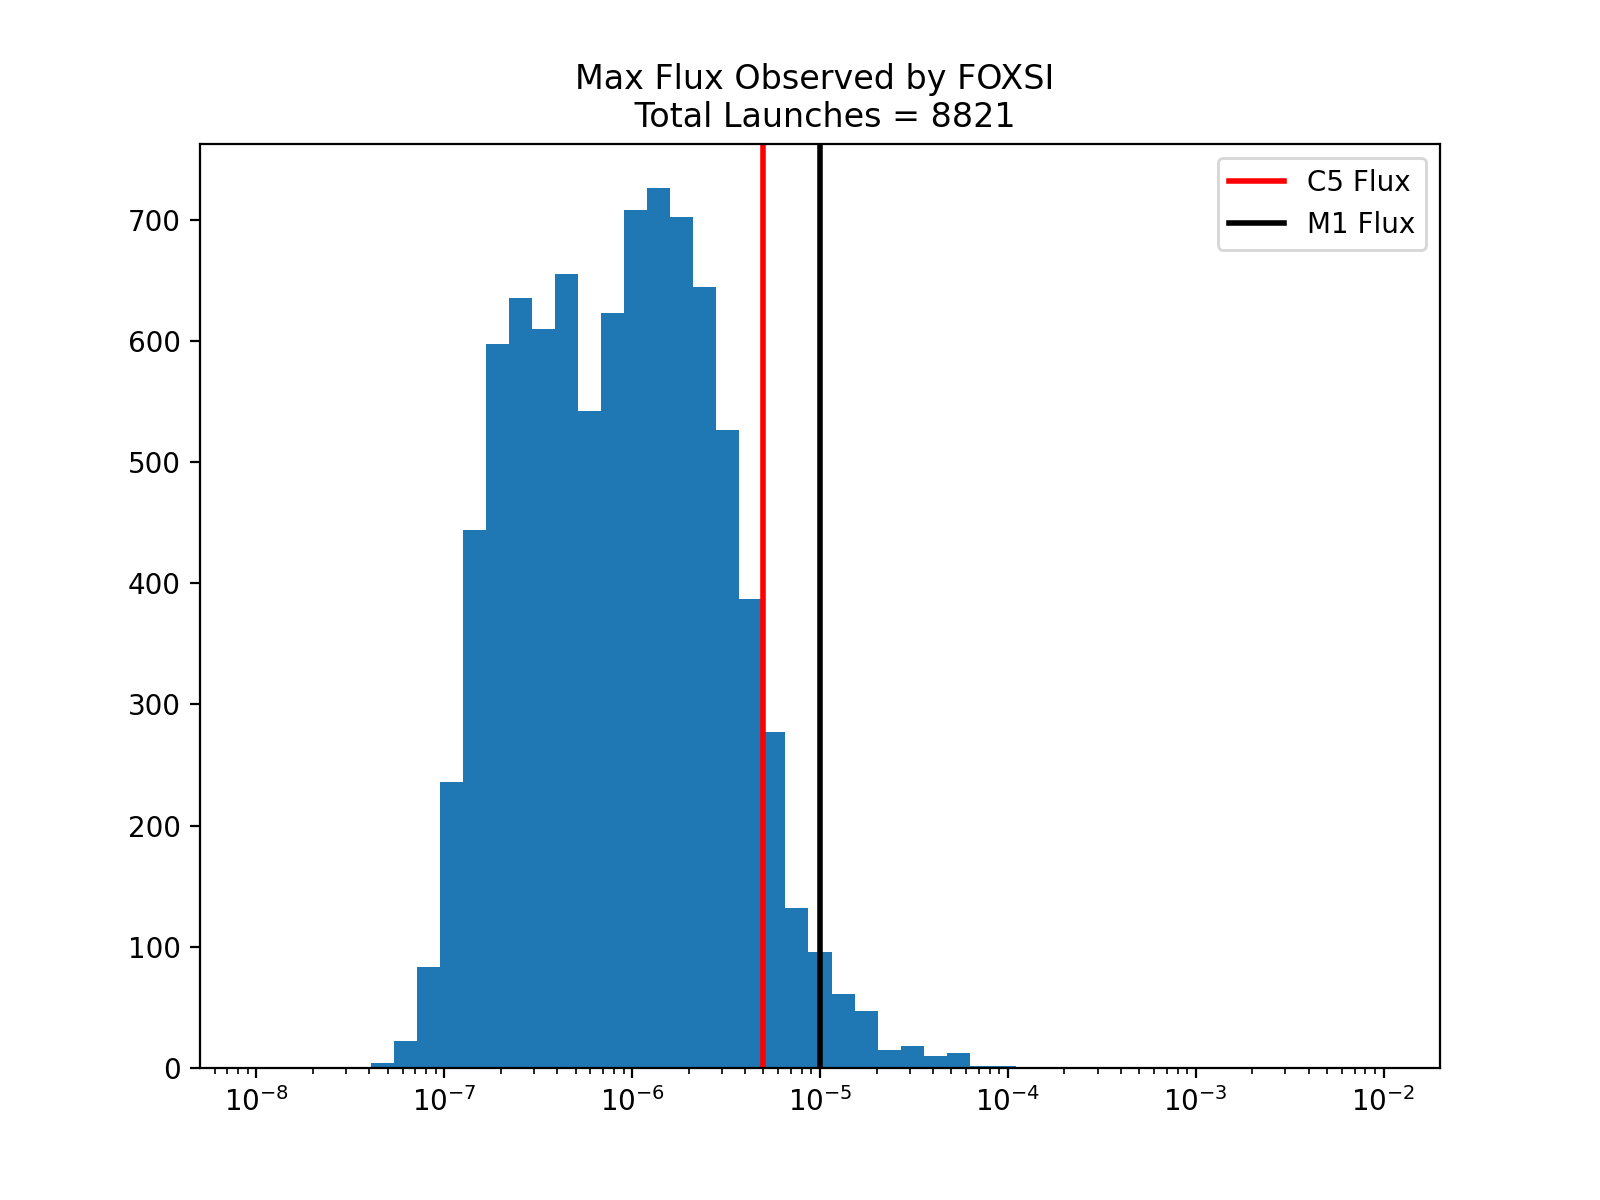 Max Flux Observed by FOXSI
Total Launches = 8821
C5 Flux
M1 Flux
700
600
500
400
300
200
100
0
10⁻⁸ 10⁻⁷ 10⁻⁶ 10⁻⁵ 10⁻⁴ 10⁻³ 10⁻²